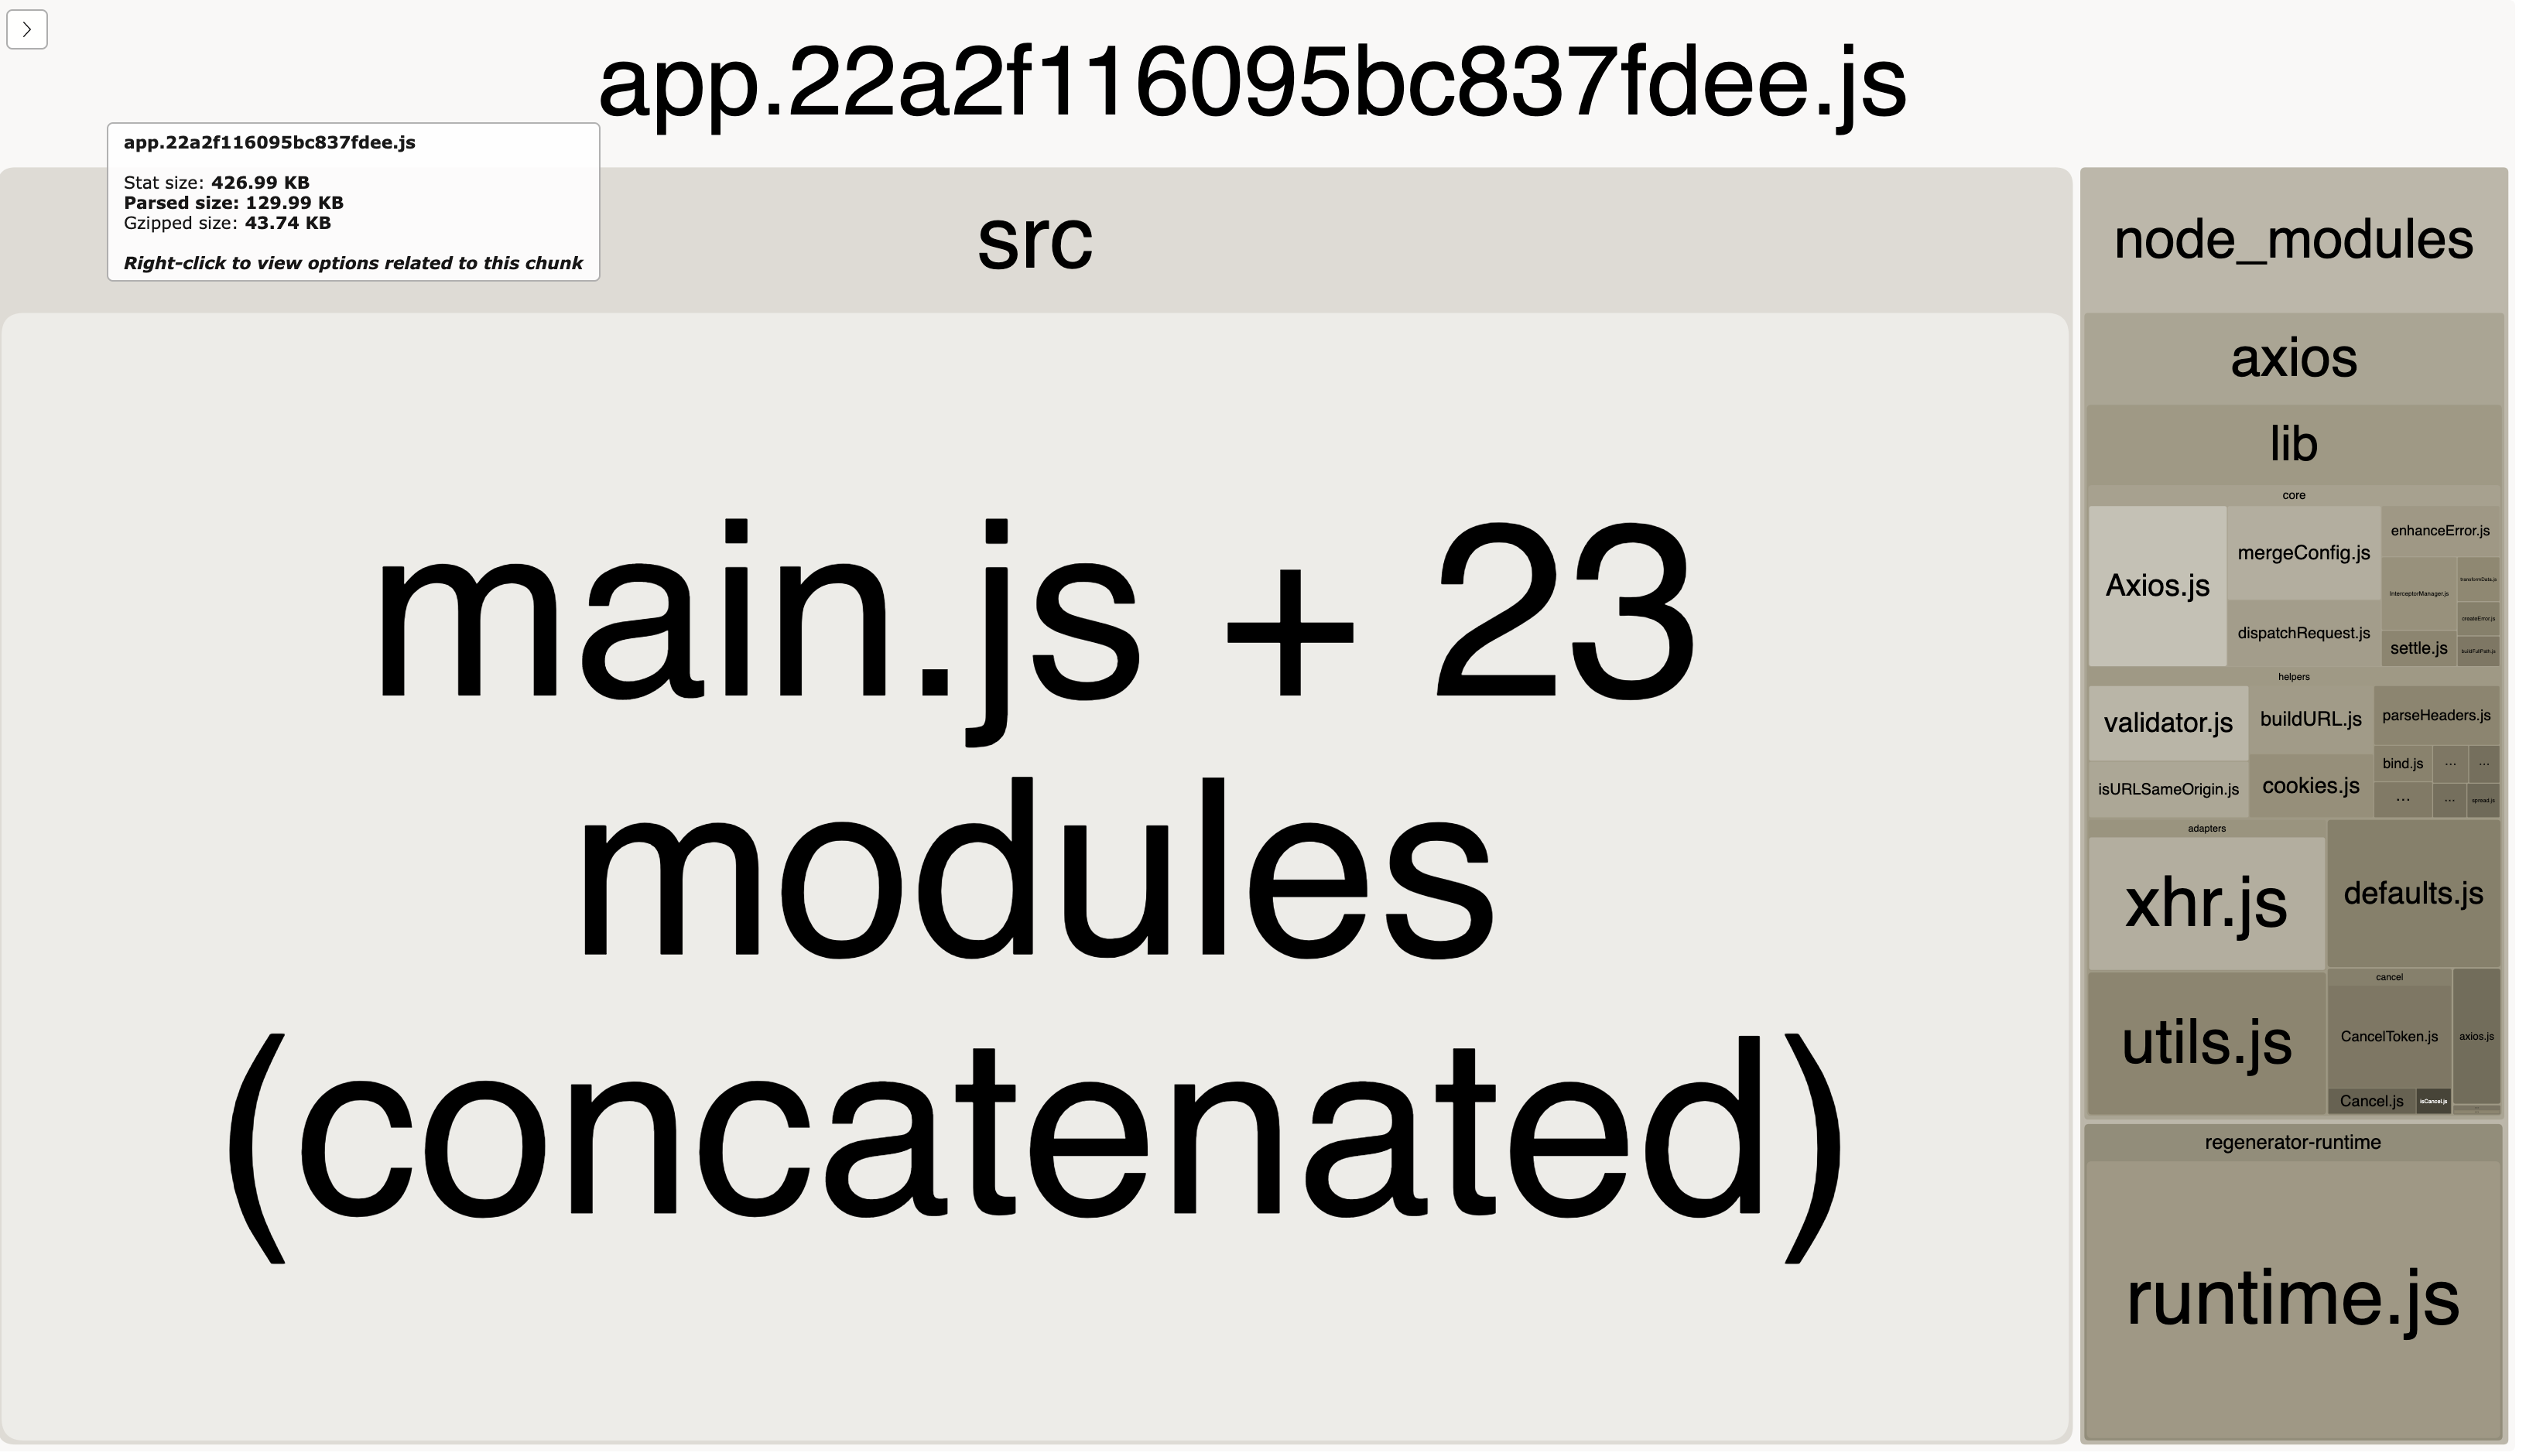 app.22a2f116095bc837fdee.js
app.22a2f116095bc837fdee.js
Stat size: 426.99 KB
Parsed size: 129.99 KB
Gzipped size: 43.74 KB
Right-click to view options related to this chunk
src
main.js + 23
modules
(concatenated)
node_modules
axios
lib
core
Axios.js
mergeConfig.js
dispatchRequest.js
enhanceError.js
InterceptorManager.js
transformData.js
createError.js
settle.js
buildFullPath.js
helpers
validator.js
buildURL.js
parseHeaders.js
isURLSameOrigin.js
cookies.js
bind.js
...
...
...
...
spread.js
adapters
xhr.js
defaults.js
utils.js
cancel
CancelToken.js
axios.js
Cancel.js
isCancel.js
regenerator-runtime
runtime.js